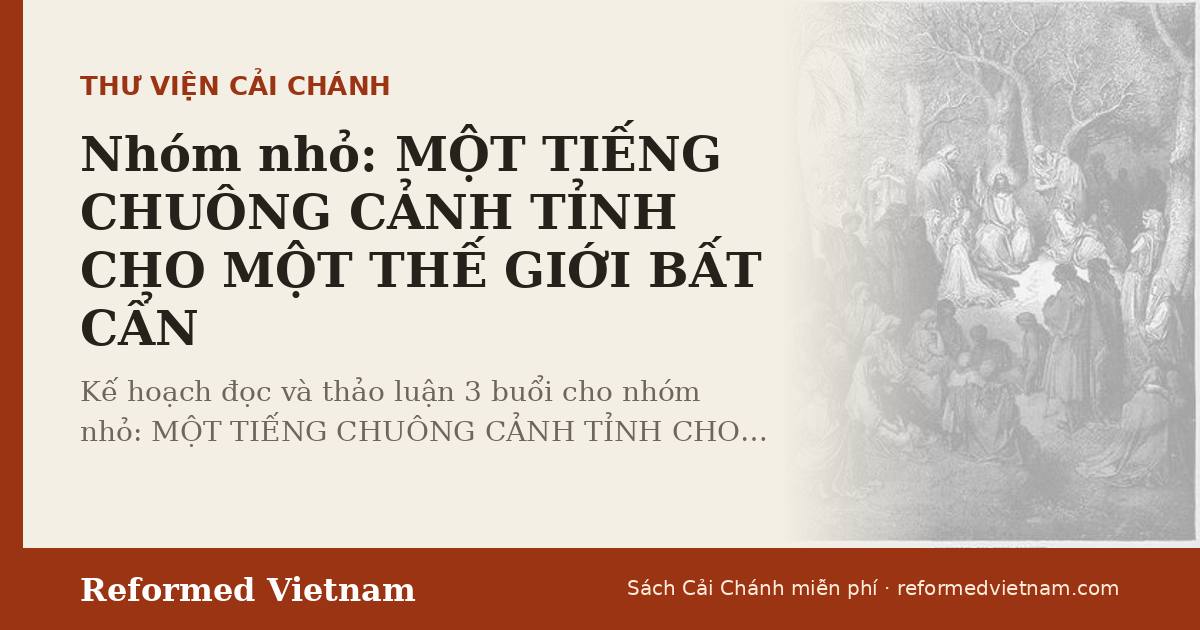 THƯ VIỆN CẢI CHÁNH
Nhóm nhỏ: MỘT TIẾNG
CHUÔNG CẢNH TỈNH
CHO MỘT THẾ GIỚI BẤT
CẨN
Kế hoạch đọc và thảo luận 3 buổi cho nhóm
nhỏ: MỘT TIẾNG CHUÔNG CẢNH TỈNH CHO...
Reformed Vietnam
Sách Cải Chánh miễn phí · reformedvietnam.com